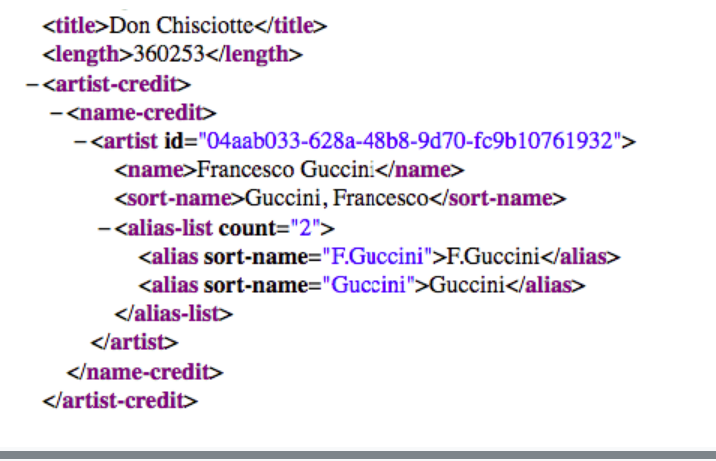 <title>Don Chisciotte</title>
<length>360253</length>
–<artist-credit>
–<name-credit>
–<artist id="04aab033-628a-48b8-9d70-fc9b10761932">
<name>Francesco Guccini</name>
<sort-name>Guccini, Francesco</sort-name>
–<alias-list count="2">
<alias sort-name="F.Guccini">F.Guccini</alias>
<alias sort-name="Guccini">Guccini</alias>
</alias-list>
</artist>
</name-credit>
</artist-credit>